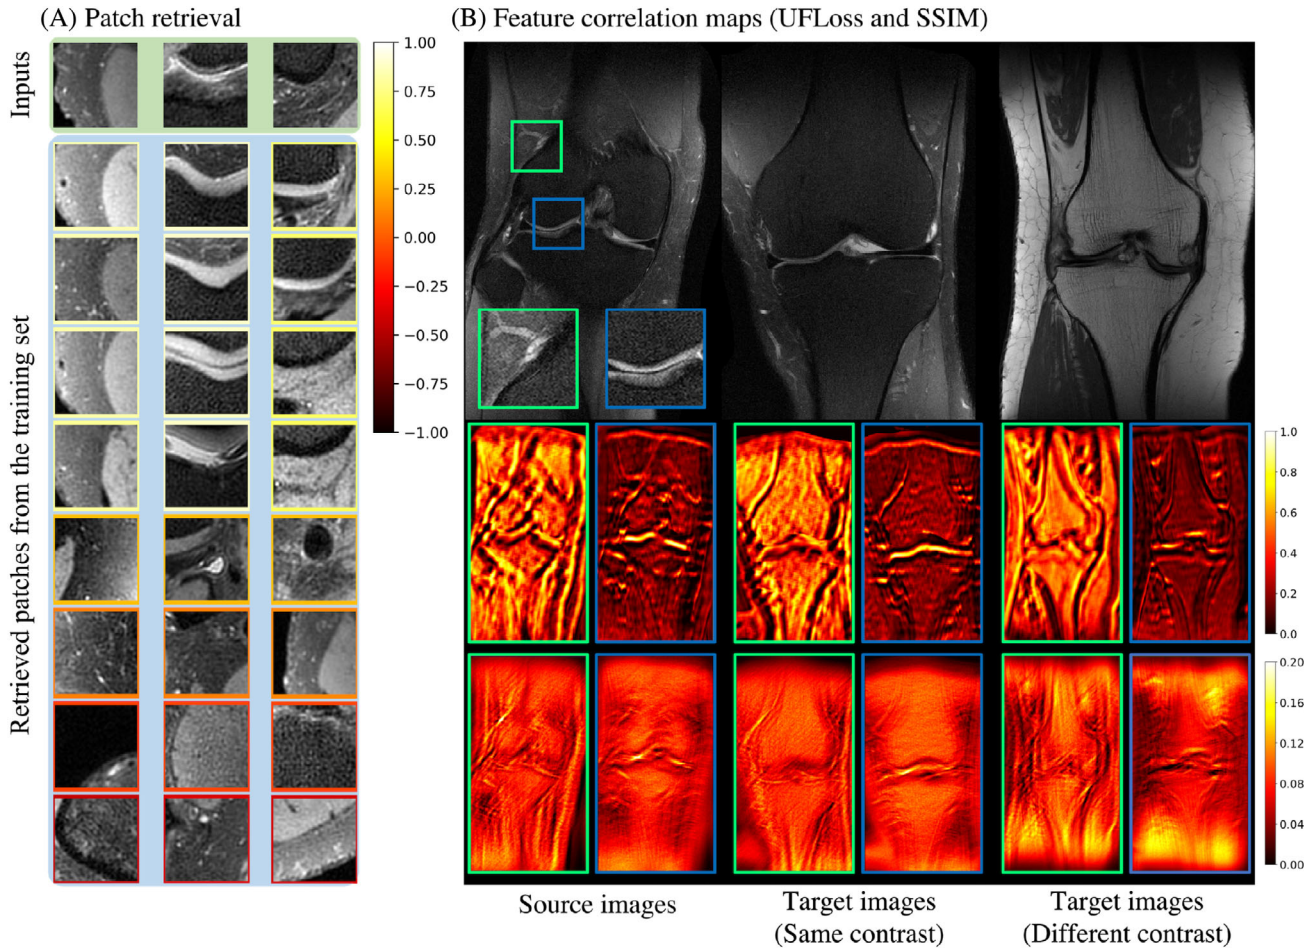 (A) Patch retrieval
(B) Feature correlation maps (UFLoss and SSIM)
Inputs
Retrieved patches from the training set
1.00
0.75
0.50
0.25
0.00
−0.25
−0.50
−0.75
−1.00
1.0
0.8
0.6
0.4
0.2
0.0
0.20
0.16
0.12
0.08
0.04
0.00
Source images
Target images
(Same contrast)
Target images
(Different contrast)